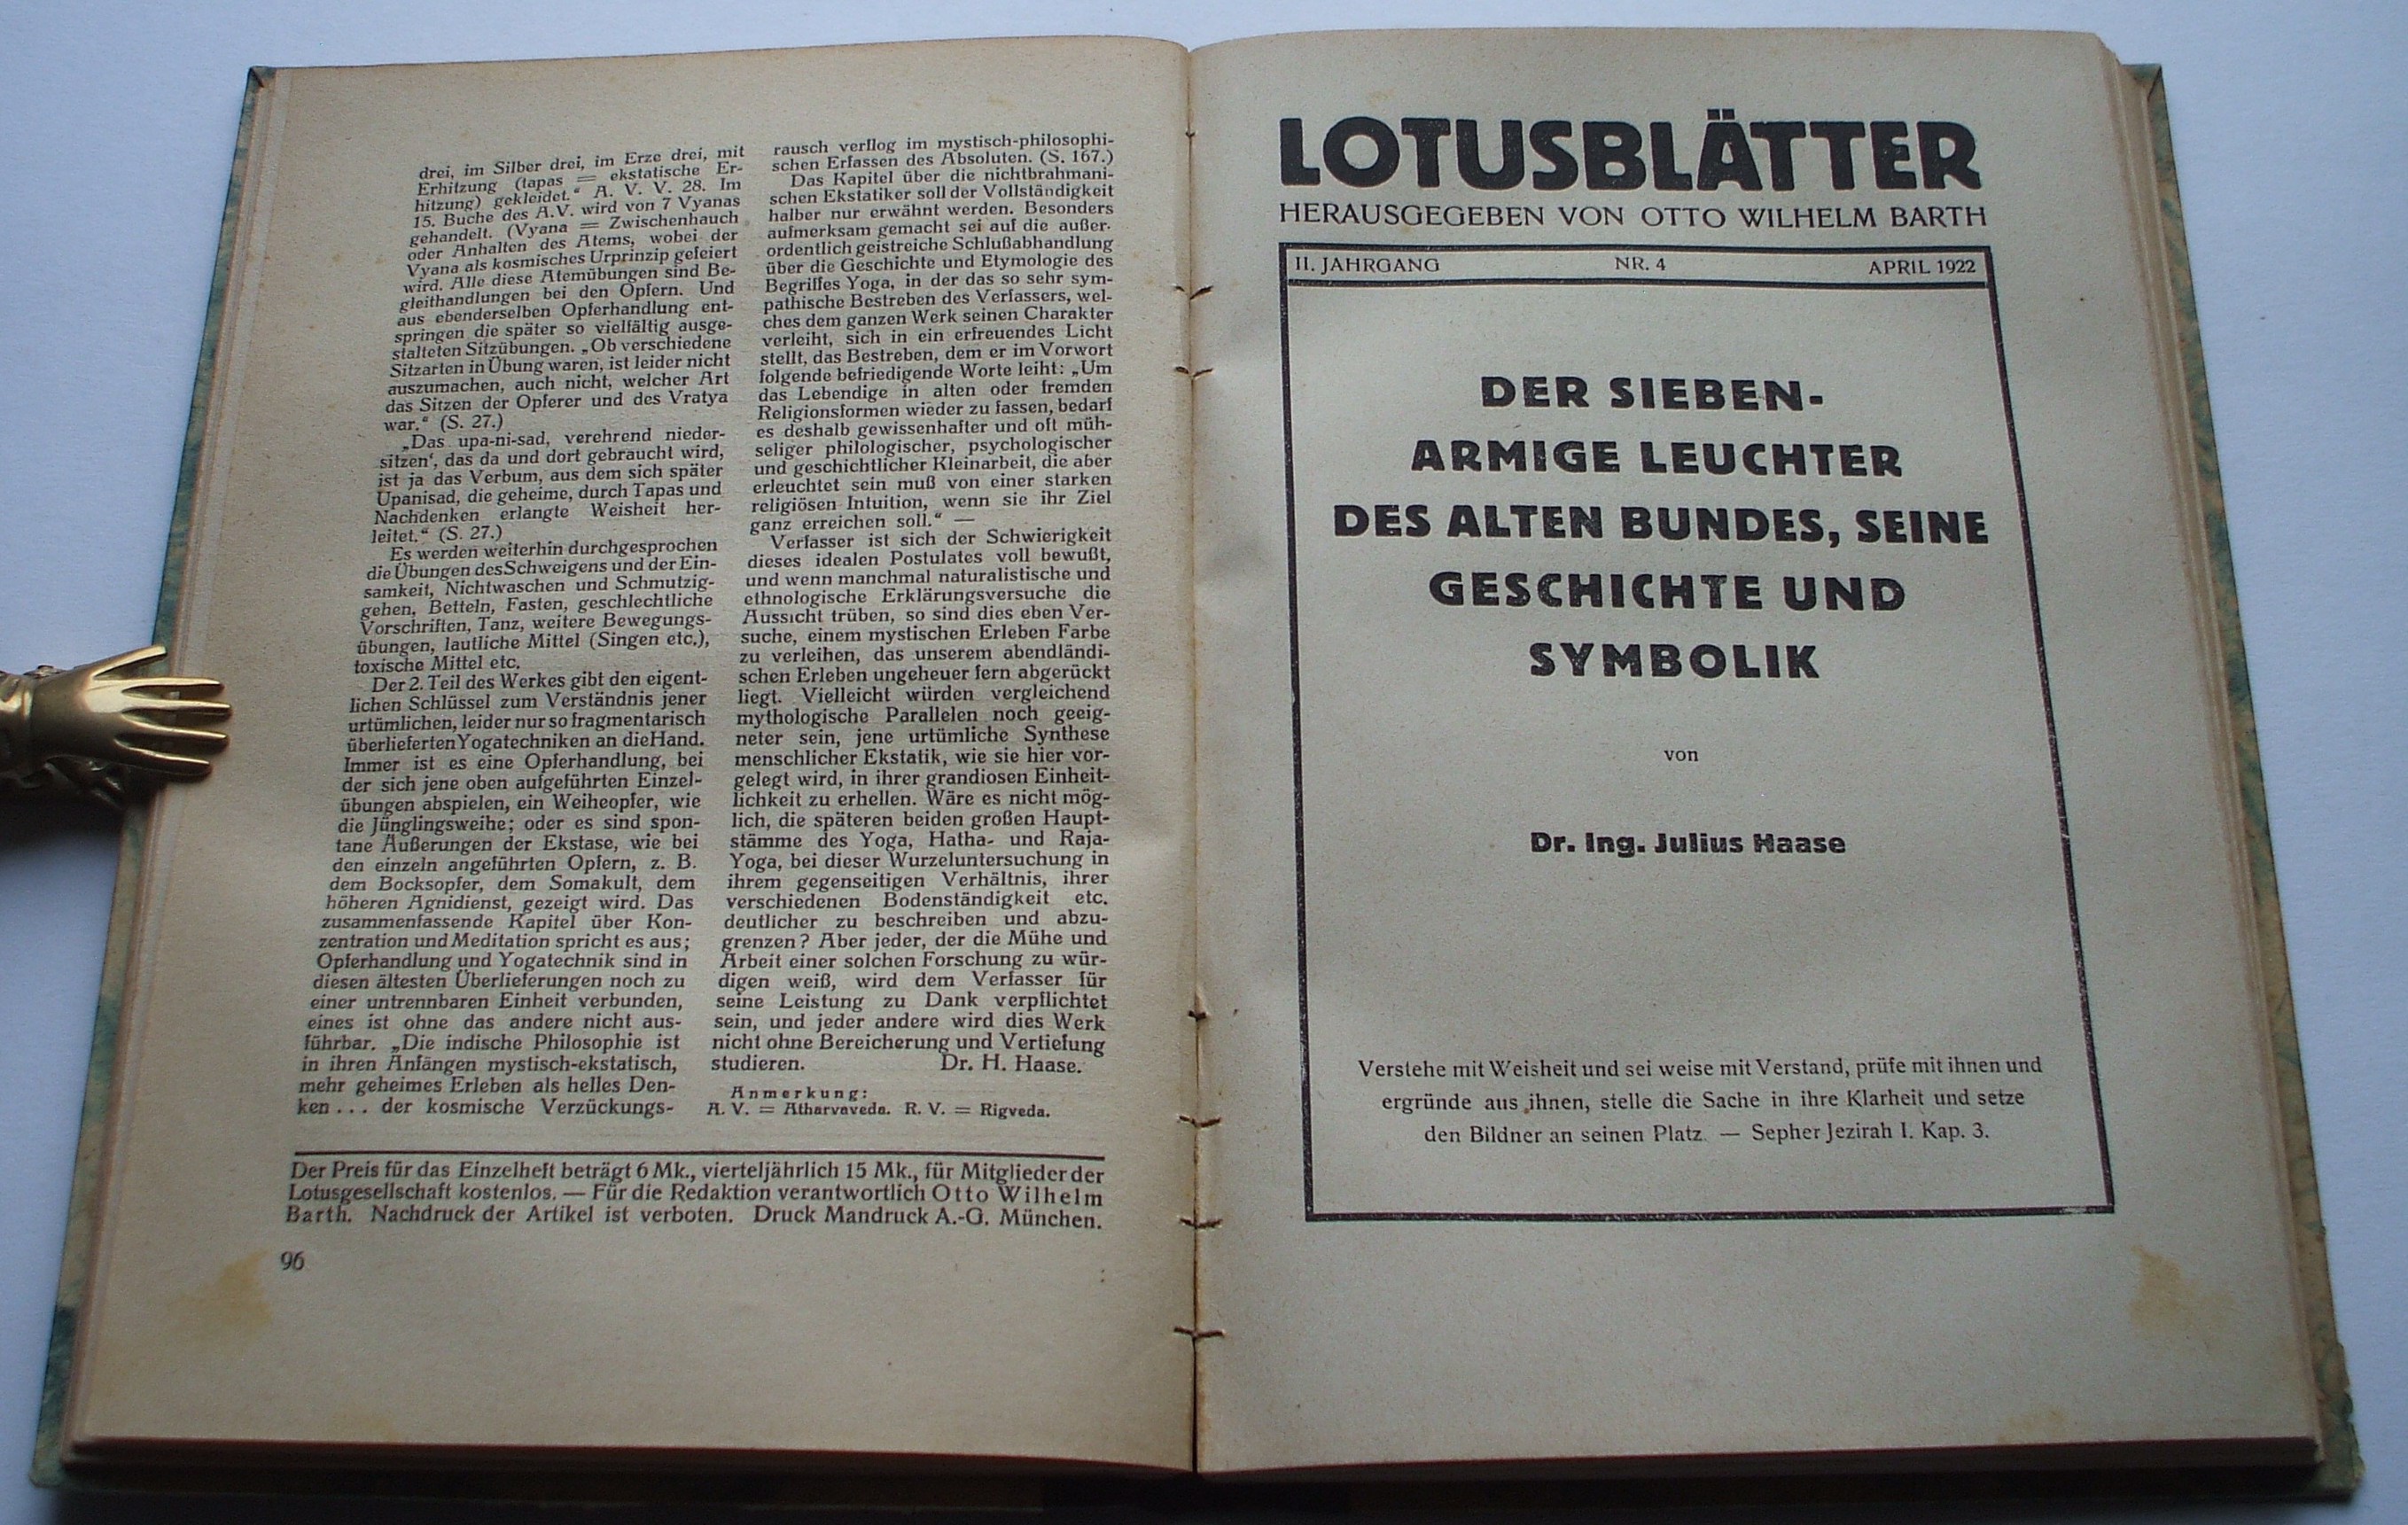 drei, im Silber drei, im Erze drei, mit
Erhitzung (tapas = ekstatische Er-
hitzung) gekleidet.“ A. V. V. 28. Im
15. Buche des A.V. wird von 7 Vyanas
gehandelt. (Vyana = Zwischenhauch
oder Anhalten des Atems, wobei der
Vyana als kosmisches Urprinzip gefeiert
wird. Alle diese Atemübungen sind Be-
gleithandlungen bei den Opfern. Und
aus ebenderselben Opferhandlung ent-
springen die später so vielfältig ausge-
stalteten Sitzübungen. „Ob verschiedene
Sitzarten in Übung waren, ist leider nicht
auszumachen, auch nicht, welcher Art
das Sitzen der Opferer und des Vratya
war.“ (S. 27.)
„Das upa-ni-sad, verehrend nieder-
sitzen‘, das da und dort gebraucht wird,
ist ja das Verbum, aus dem sich später
Upanisad, die geheime, durch Tapas und
Nachdenken erlangte Weisheit her-
leitet.“ (S. 27.)
Es werden weiterhin durchgesprochen
die Übungen des Schweigens und der Ein-
samkeit, Nichtwaschen und Schmutzig-
gehen, Betteln, Fasten, geschlechtliche
Vorschriften, Tanz, weitere Bewegungs-
übungen, lautliche Mittel (Singen etc.),
toxische Mittel etc.
Der 2. Teil des Werkes gibt den eigent-
lichen Schlüssel zum Verständnis jener
urtümlichen, leider nur so fragmentarisch
überlieferten Yogatechniken an die Hand.
Immer ist es eine Opferhandlung, bei
der sich jene oben aufgeführten Einzel-
übungen abspielen, ein Weiheopfer, wie
die Jünglingsweihe; oder es sind spon-
tane Äußerungen der Ekstase, wie bei
den einzeln angeführten Opfern, z. B.
dem Bocksopfer, dem Somakult, dem
höheren Agnidienst, gezeigt wird. Das
zusammenfassende Kapitel über Kon-
zentration und Meditation spricht es aus;
Opferhandlung und Yogatechnik sind in
diesen ältesten Überlieferungen noch zu
einer untrennbaren Einheit verbunden,
eines ist ohne das andere nicht aus-
führbar. „Die indische Philosophie ist
in ihren Anfängen mystisch-ekstatisch,
mehr geheimes Erleben als helles Den-
ken ... der kosmische Verzückungs-
rausch verflog im mystisch-philosophi-
schen Erfassen des Absoluten. (S. 167.)
Das Kapitel über die nichtbrahmani-
schen Ekstatiker soll der Vollständigkeit
halber nur erwähnt werden. Besonders
aufmerksam gemacht sei auf die außer-
ordentlich geistreiche Schlußabhandlung
über die Geschichte und Etymologie des
Begriffes Yoga, in der das so sehr sym-
pathische Bestreben des Verfassers, wel-
ches dem ganzen Werk seinen Charakter
verleiht, sich in ein erfreuendes Licht
stellt, das Bestreben, dem er im Vorwort
folgende befriedigende Worte leiht: „Um
das Lebendige in alten oder fremden
Religionsformen wieder zu fassen, bedarf
es deshalb gewissenhafter und oft müh-
seliger philologischer, psychologischer
und geschichtlicher Kleinarbeit, die aber
erleuchtet sein muß von einer starken
religiösen Intuition, wenn sie ihr Ziel
ganz erreichen soll.“ —
Verfasser ist sich der Schwierigkeit
dieses idealen Postulates voll bewußt,
und wenn manchmal naturalistische und
ethnologische Erklärungsversuche die
Aussicht trüben, so sind dies eben Ver-
suche, einem mystischen Erleben Farbe
zu verleihen, das unserem abendländi-
schen Erleben ungeheuer fern abgerückt
liegt. Vielleicht würden vergleichend
mythologische Parallelen noch geeig-
neter sein, jene urtümliche Synthese
menschlicher Ekstatik, wie sie hier vor-
gelegt wird, in ihrer grandiosen Einheit-
lichkeit zu erhellen. Wäre es nicht mög-
lich, die späteren beiden großen Haupt-
stämme des Yoga, Hatha- und Raja-
Yoga, bei dieser Wurzeluntersuchung in
ihrem gegenseitigen Verhältnis, ihrer
verschiedenen Bodenständigkeit etc.
deutlicher zu beschreiben und abzu-
grenzen? Aber jeder, der die Mühe und
Arbeit einer solchen Forschung zu wür-
digen weiß, wird dem Verfasser für
seine Leistung zu Dank verpflichtet
sein, und jeder andere wird dies Werk
nicht ohne Bereicherung und Vertiefung
studieren. Dr. H. Haase.
Anmerkung:
A. V. = Atharvaveda. R. V. = Rigveda.
Der Preis für das Einzelheft beträgt 6 Mk., vierteljährlich 15 Mk., für Mitglieder der
Lotusgesellschaft kostenlos. — Für die Redaktion verantwortlich Otto Wilhelm
Barth. Nachdruck der Artikel ist verboten. Druck Mandruck A.-G. München.
96
LOTUSBLÄTTER
HERAUSGEGEBEN VON OTTO WILHELM BARTH
II. JAHRGANG NR. 4 APRIL 1922
DER SIEBEN-
ARMIGE LEUCHTER
DES ALTEN BUNDES, SEINE
GESCHICHTE UND
SYMBOLIK
von
Dr. Ing. Julius Haase
Verstehe mit Weisheit und sei weise mit Verstand, prüfe mit ihnen und
ergründe aus ihnen, stelle die Sache in ihre Klarheit und setze
den Bildner an seinen Platz. — Sepher Jezirah I. Kap. 3.